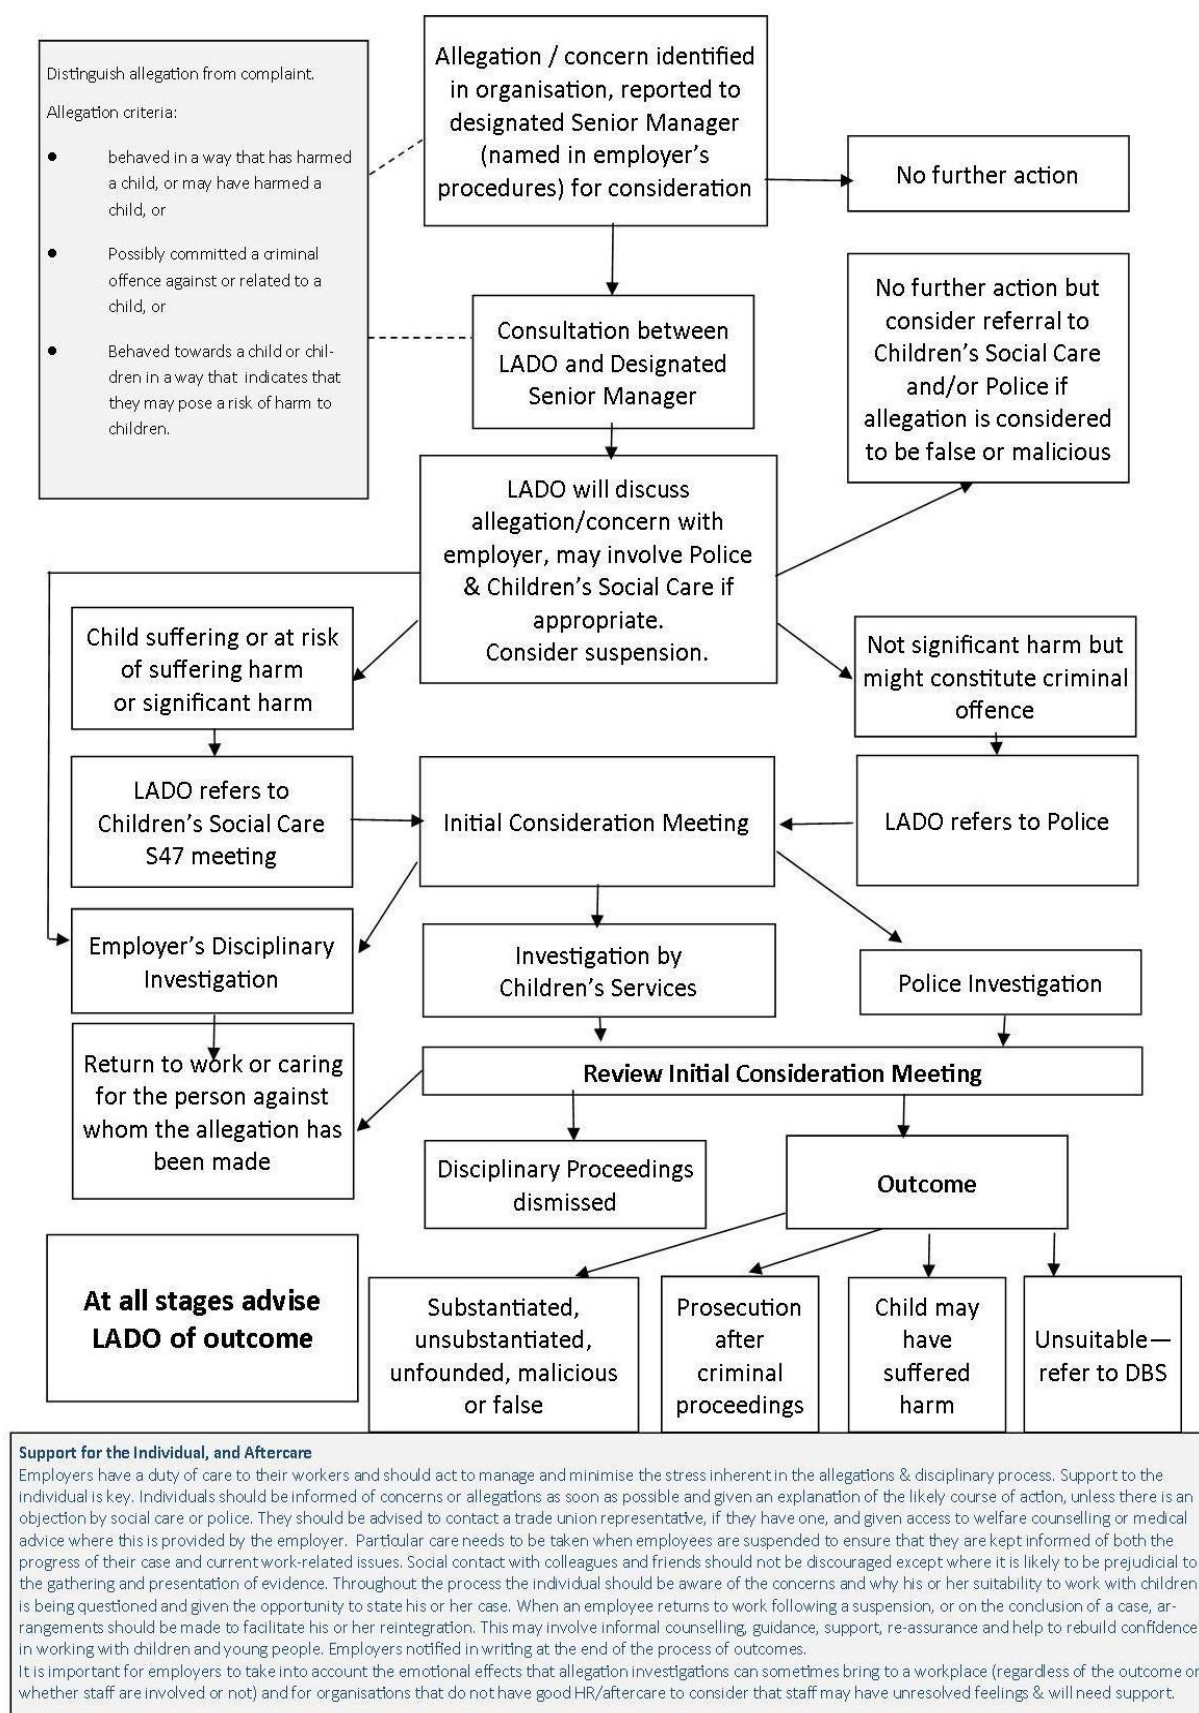 Distinguish allegation from complaint.
Allegation criteria:
● behaved in a way that has harmed
a child, or may have harmed a
child, or
● Possibly committed a criminal
offence against or related to a
child, or
● Behaved towards a child or chil-
dren in a way that indicates that
they may pose a risk of harm to
children.
Allegation / concern identified
in organisation, reported to
designated Senior Manager
(named in employer's
procedures) for consideration
No further action
Consultation between
LADO and Designated
Senior Manager
No further action but
consider referral to
Children's Social Care
and/or Police if
allegation is considered
to be false or malicious
LADO will discuss
allegation/concern with
employer, may involve Police
& Children's Social Care if
appropriate.
Consider suspension.
Child suffering or at risk
of suffering harm
or significant harm
Not significant harm but
might constitute criminal
offence
LADO refers to
Children's Social Care
S47 meeting
Initial Consideration Meeting
LADO refers to Police
Employer's Disciplinary
Investigation
Investigation by
Children's Services
Police Investigation
Return to work or caring
for the person against
whom the allegation has
been made
Review Initial Consideration Meeting
Disciplinary Proceedings
dismissed
Outcome
At all stages advise
LADO of outcome
Substantiated,
unsubstantiated,
unfounded, malicious
or false
Prosecution
after
criminal
proceedings
Child may
have
suffered
harm
Unsuitable—
refer to DBS
Support for the Individual, and Aftercare
Employers have a duty of care to their workers and should act to manage and minimise the stress inherent in the allegations & disciplinary process. Support to the
individual is key. Individuals should be informed of concerns or allegations as soon as possible and given an explanation of the likely course of action, unless there is an
objection by social care or police. They should be advised to contact a trade union representative, if they have one, and given access to welfare counselling or medical
advice where this is provided by the employer. Particular care needs to be taken when employees are suspended to ensure that they are kept informed of both the
progress of their case and current work-related issues. Social contact with colleagues and friends should not be discouraged except where it is likely to be prejudicial to
the gathering and presentation of evidence. Throughout the process the individual should be aware of the concerns and why his or her suitability to work with children
is being questioned and given the opportunity to state his or her case. When an employee returns to work following a suspension, or on the conclusion of a case, ar-
rangements should be made to facilitate his or her reintegration. This may involve informal counselling, guidance, support, re-assurance and help to rebuild confidence
in working with children and young people. Employers notified in writing at the end of the process of outcomes.
It is important for employers to take into account the emotional effects that allegation investigations can sometimes bring to a workplace (regardless of the outcome or
whether staff are involved or not) and for organisations that do not have good HR/aftercare to consider that staff may have unresolved feelings & will need support.